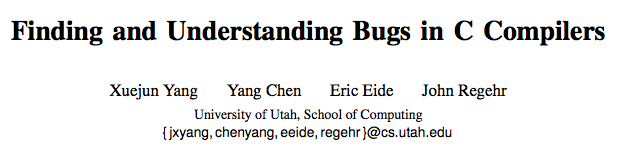 Finding and Understanding Bugs in C Compilers
Xuejun Yang Yang Chen Eric Eide John Regehr
University of Utah, School of Computing
{ jxyang, chenyang, eeide, regehr }@cs.utah.edu